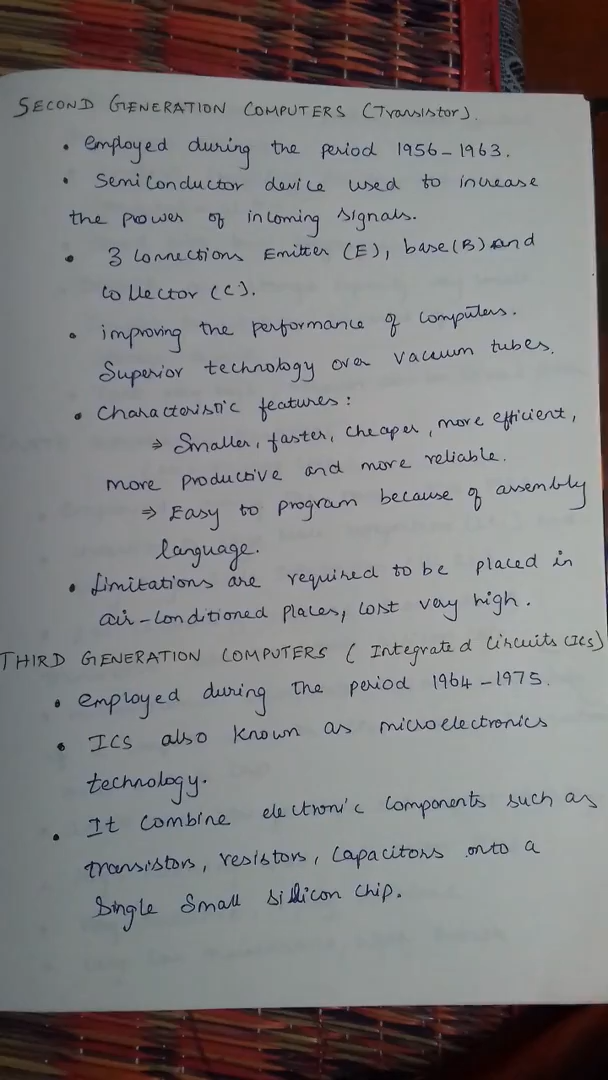 SECOND GENERATION COMPUTERS (Transistor).
• employed during the period 1956-1963.
• Semiconductor device used to increase
the power of incoming signals.
• 3 Connections Emitter (E), base (B) and
Collector (C).
• improving the performance of computers.
Superior technology over vacuum tubes.
• Characteristic features:
⇒ Smaller, faster, cheaper, more efficient,
more productive and more reliable.
⇒ Easy to program because of assembly
language.
• Limitations are required to be placed in
air-conditioned places, cost very high.
THIRD GENERATION COMPUTERS (Integrated Circuits (ICs)
• employed during the period 1964-1975.
• ICS also known as microelectronics
technology.
• It combine electronic components such as
transistors, resistors, capacitors onto a
Single Small sillicon chip.